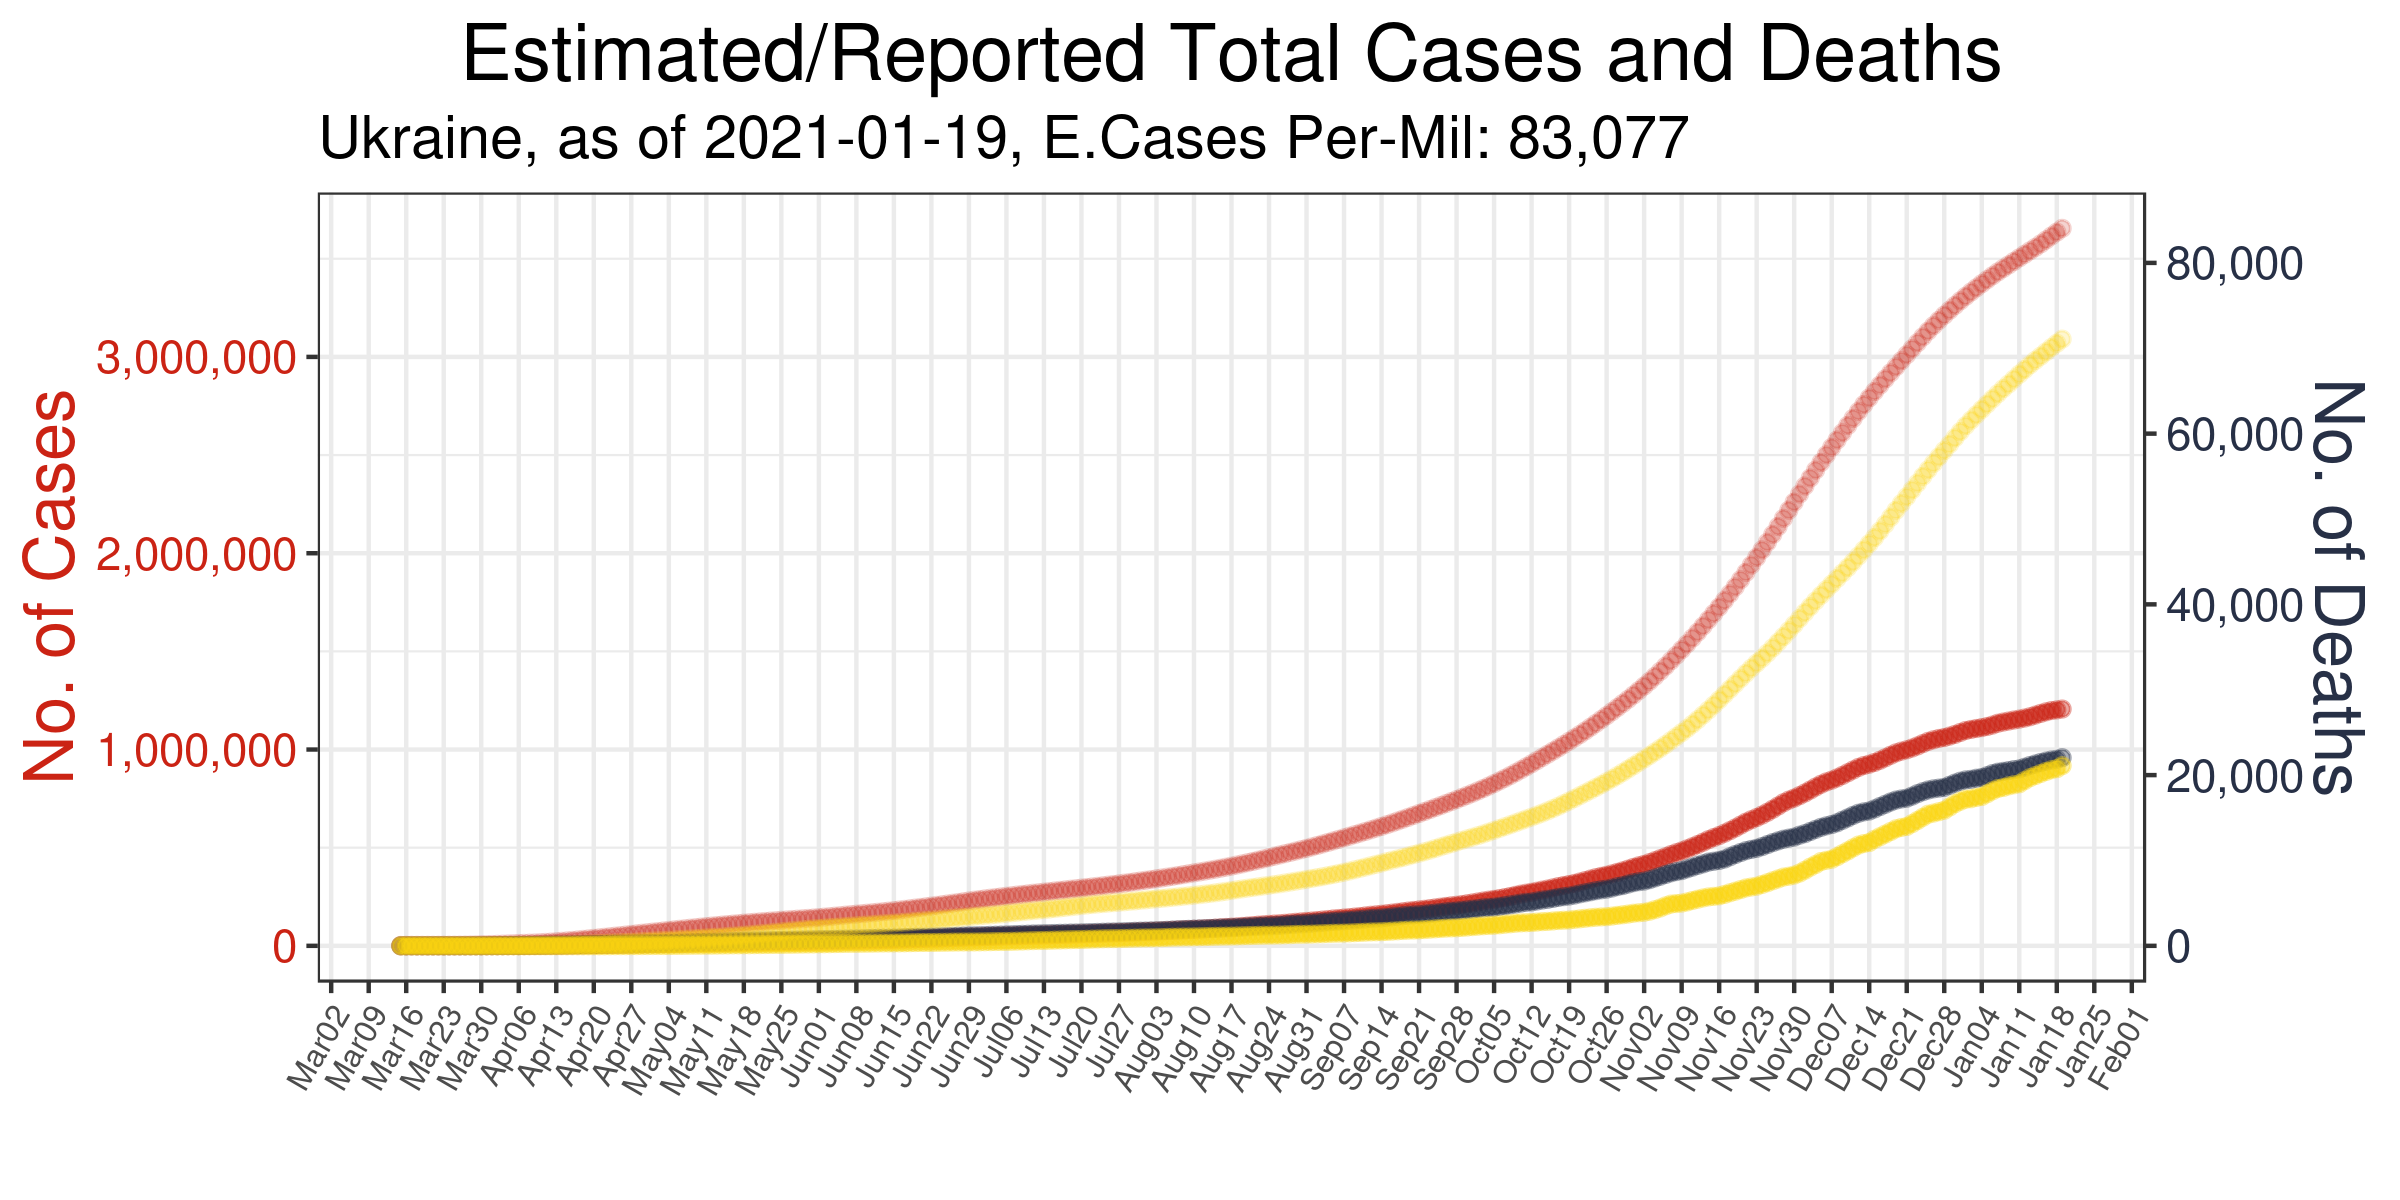 Estimated/Reported Total Cases and Deaths
Ukraine, as of 2021-01-19, E.Cases Per-Mil: 83,077
No. of Cases
3,000,000
2,000,000
1,000,000
0
80,000
60,000
40,000
20,000
0
No. of Deaths
Mar02
Mar09
Mar16
Mar23
Mar30
Apr06
Apr13
Apr20
Apr27
May04
May11
May18
May25
Jun01
Jun08
Jun15
Jun22
Jun29
Jul06
Jul13
Jul20
Jul27
Aug03
Aug10
Aug17
Aug24
Aug31
Sep07
Sep14
Sep21
Sep28
Oct05
Oct12
Oct19
Oct26
Nov02
Nov09
Nov16
Nov23
Nov30
Dec07
Dec14
Dec21
Dec28
Jan04
Jan11
Jan18
Jan25
Feb01